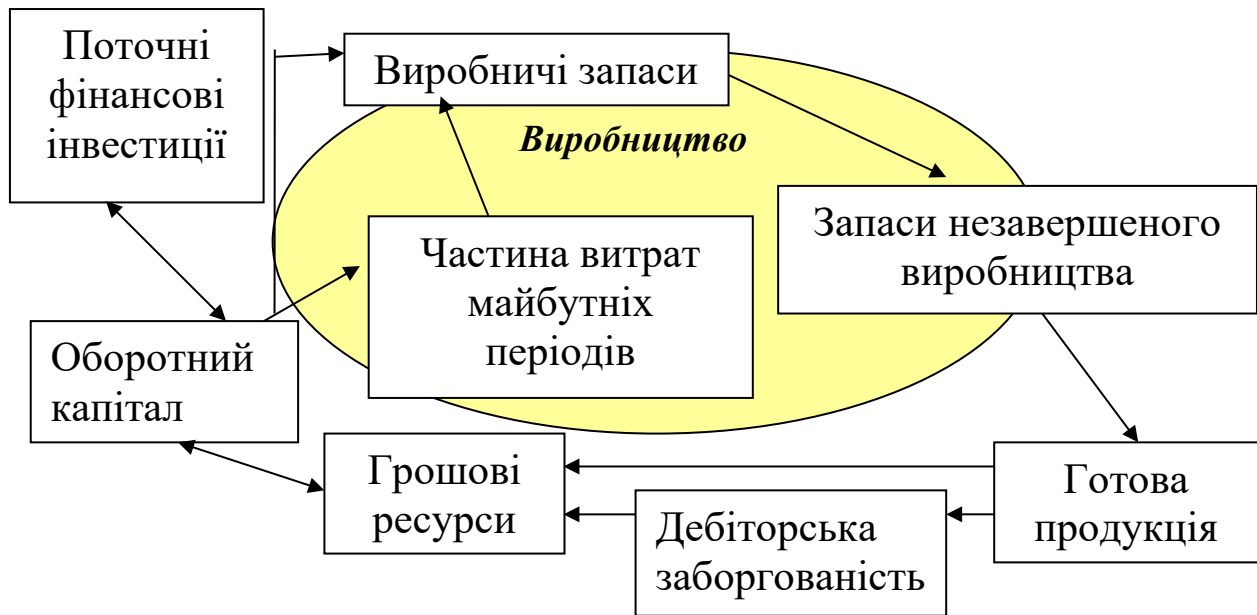 Поточні
фінансові
інвестиції
Виробничі запаси
Виробництво
Частина витрат
майбутніх
періодів
Запаси незавершеного
виробництва
Оборотний
капітал
Грошові
ресурси
Дебіторська
заборгованість
Готова
продукція